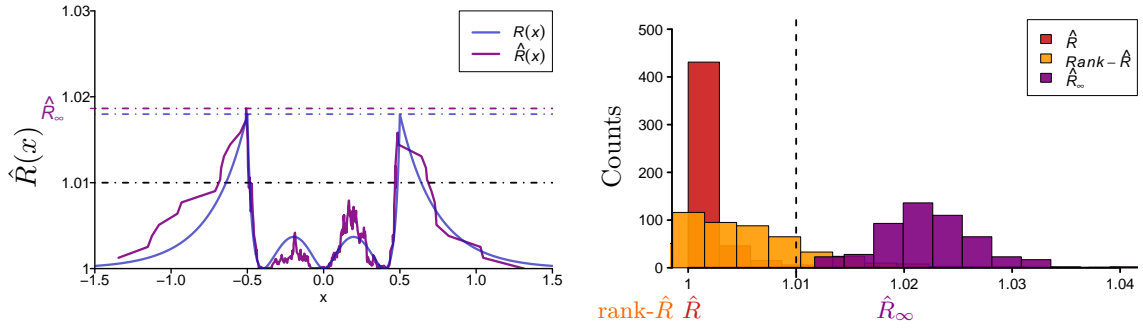 1.03
1.02
1.01
1
R̂∞
R̂(x)
−1.5 −1.0 −0.5 0.0 0.5 1.0 1.5
x
R(x)
R̂(x)
500
400
300
200
100
0
Counts
1 1.01 1.02 1.03 1.04
rank-R̂ R̂ R̂∞
R̂
Rank − R̂
R̂∞